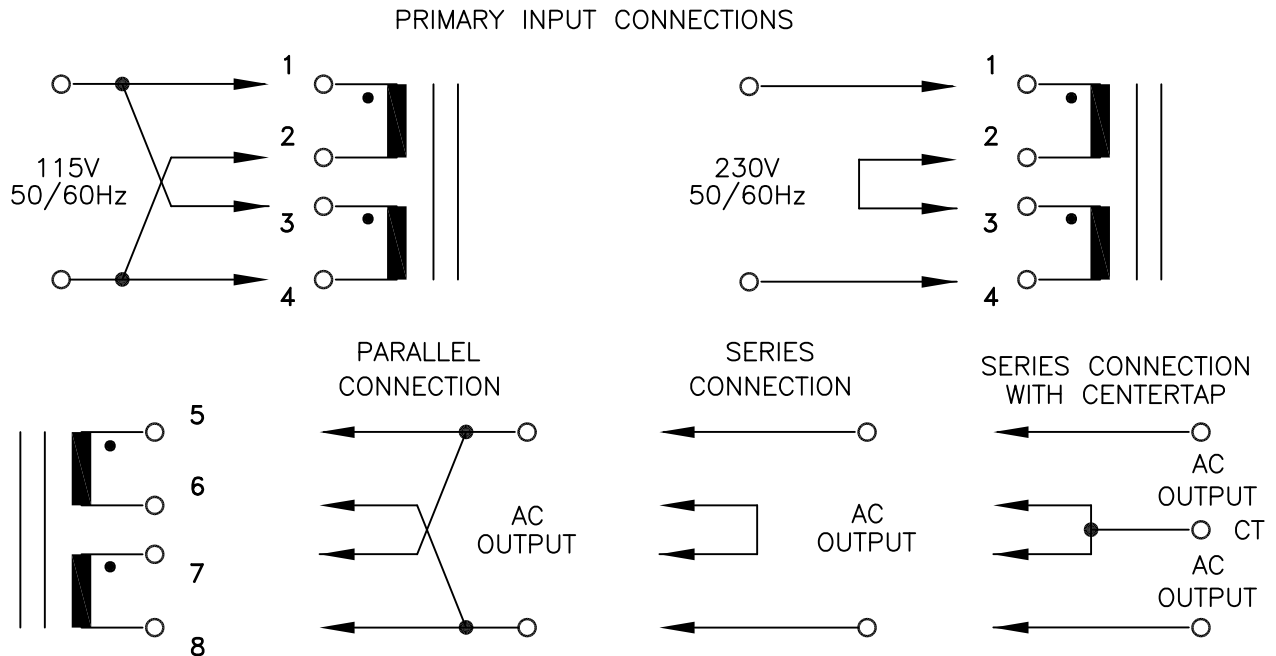 PRIMARY INPUT CONNECTIONS
1
2
115V
50/60Hz
3
4
1
2
230V
50/60Hz
3
4
5
6
7
8
PARALLEL
CONNECTION
AC
OUTPUT
SERIES
CONNECTION
AC
OUTPUT
SERIES CONNECTION
WITH CENTERTAP
AC
OUTPUT
CT
AC
OUTPUT